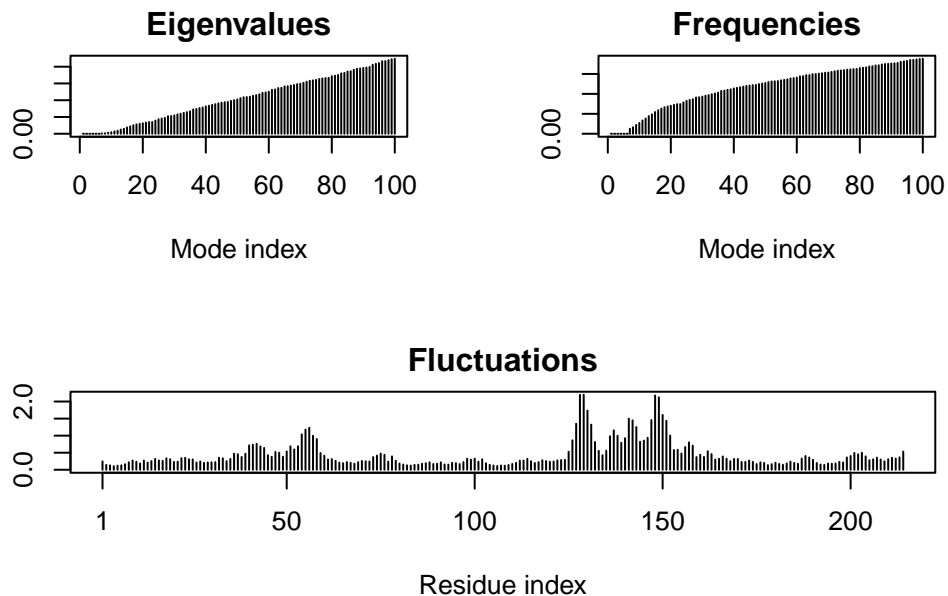 Eigenvalues
0.00
0 20 40 60 80 100
Mode index
Frequencies
0.00
0 20 40 60 80 100
Mode index
Fluctuations
0.0 2.0
1 50 100 150 200
Residue index